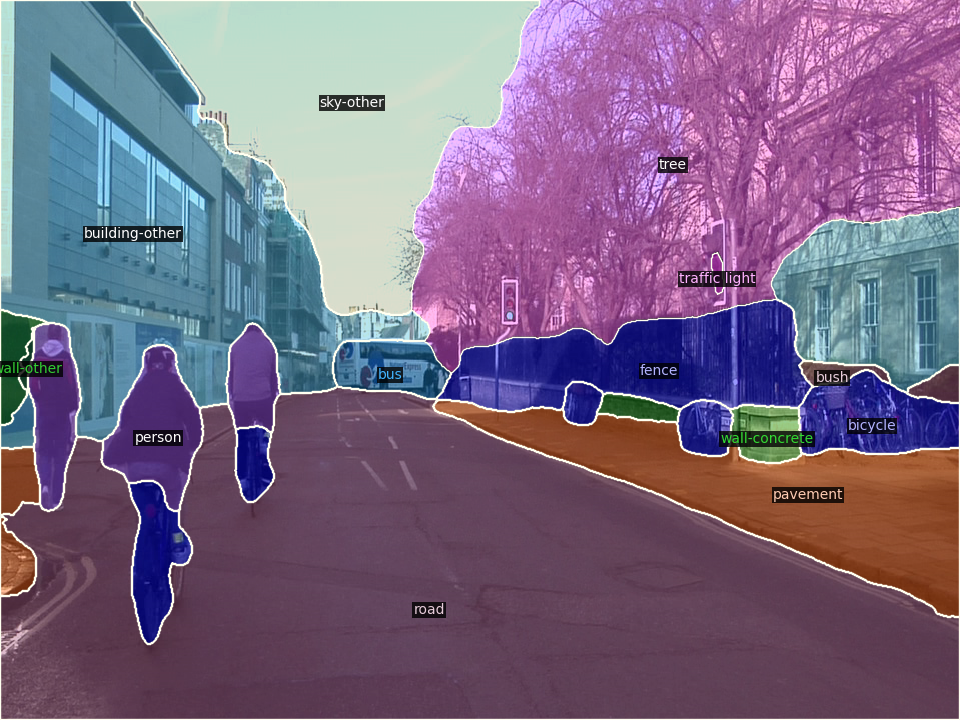 sky-other
tree
building-other
traffic light
wall-other
bus
fence
bush
person
bicycle
wall-concrete
pavement
road